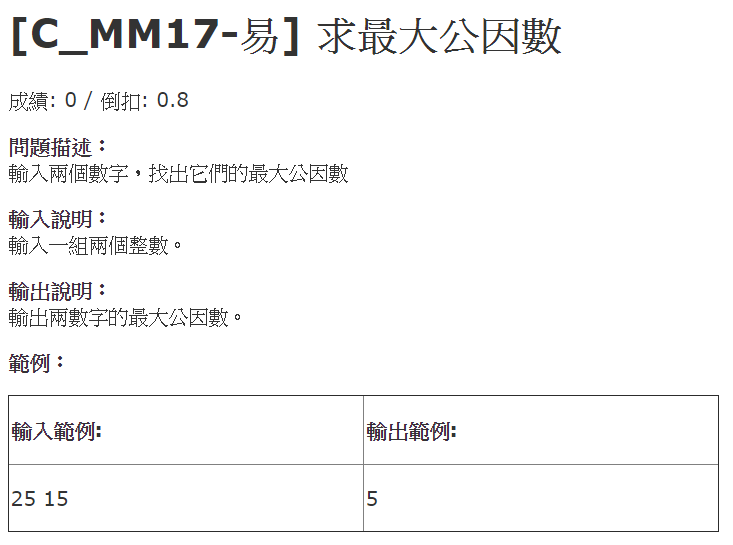 [C_MM17-易] 求最大公因數
成績: 0 / 倒扣: 0.8
問題描述：
輸入兩個數字，找出它們的最大公因數
輸入說明：
輸入一組兩個整數。
輸出說明：
輸出兩數字的最大公因數。
範例：
輸入範例: 輸出範例:
25 15 5